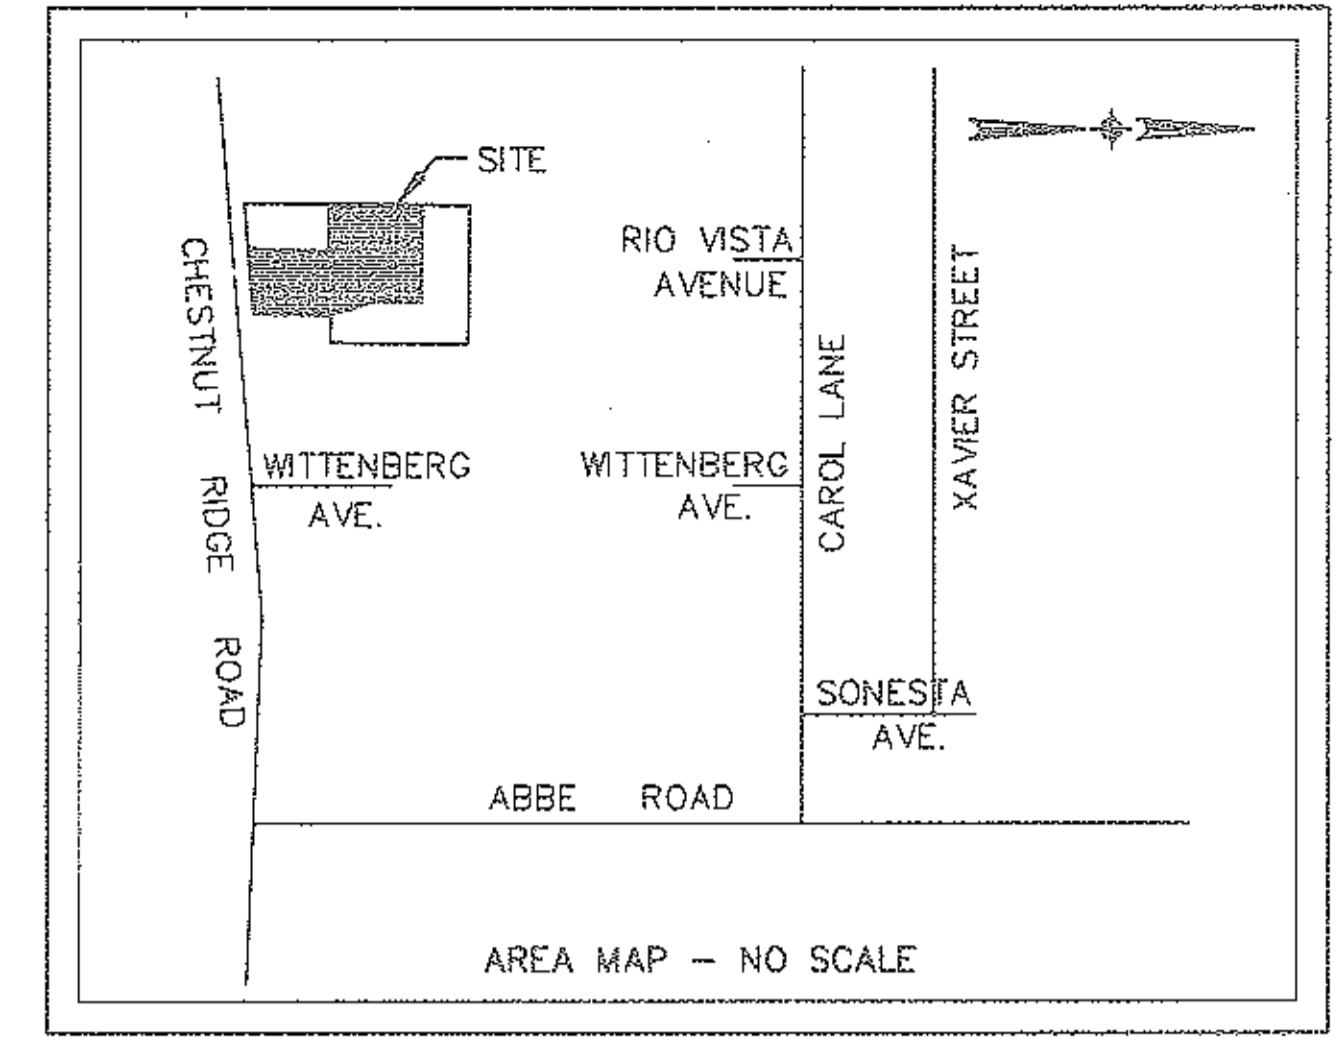 SITE
RIO VISTA
AVENUE
CHESTNUT RIDGE ROAD
CAROL LANE
XAVIER STREET
WITTENBERG
AVE.
WITTENBERG
AVE.
SONESTA
AVE.
ABBE ROAD
AREA MAP - NO SCALE